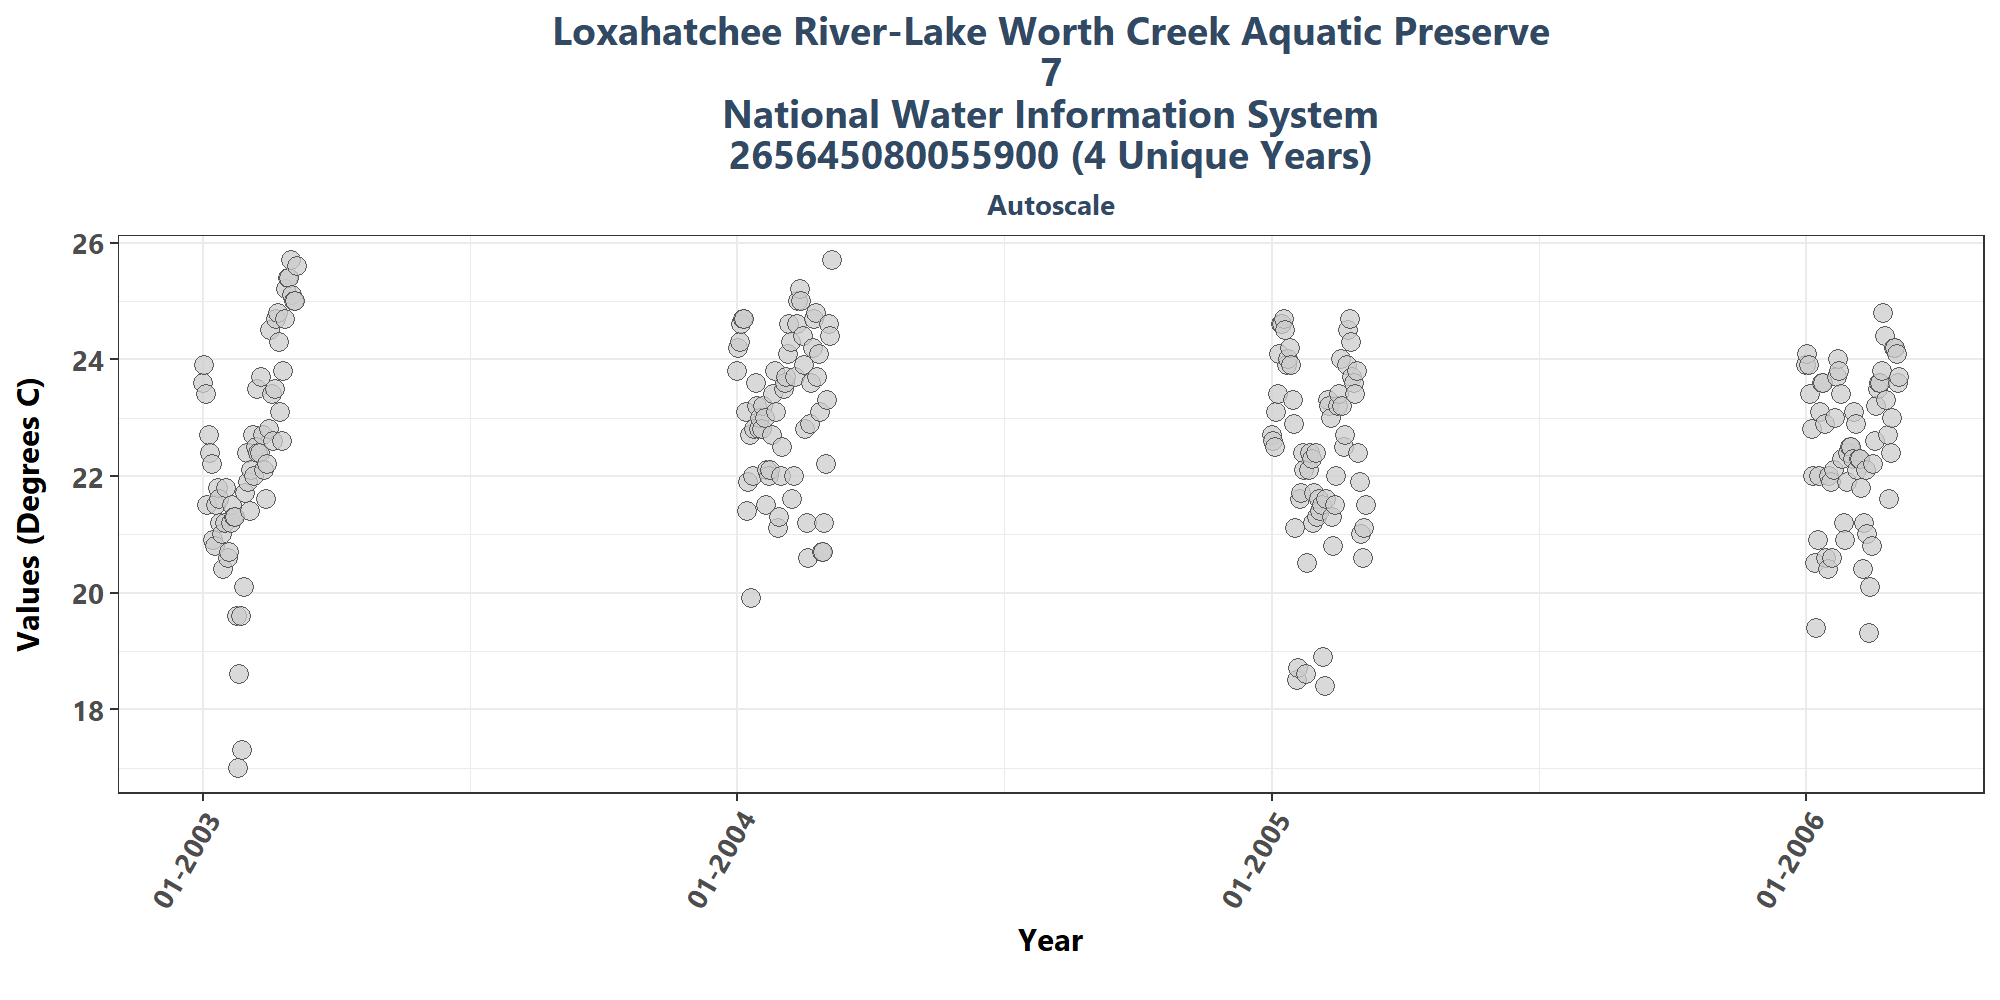 Loxahatchee River-Lake Worth Creek Aquatic Preserve
7
National Water Information System
265645080055900 (4 Unique Years)
Autoscale
26
24
22
20
18
Values (Degrees C)
01-2003
01-2004
01-2005
01-2006
Year